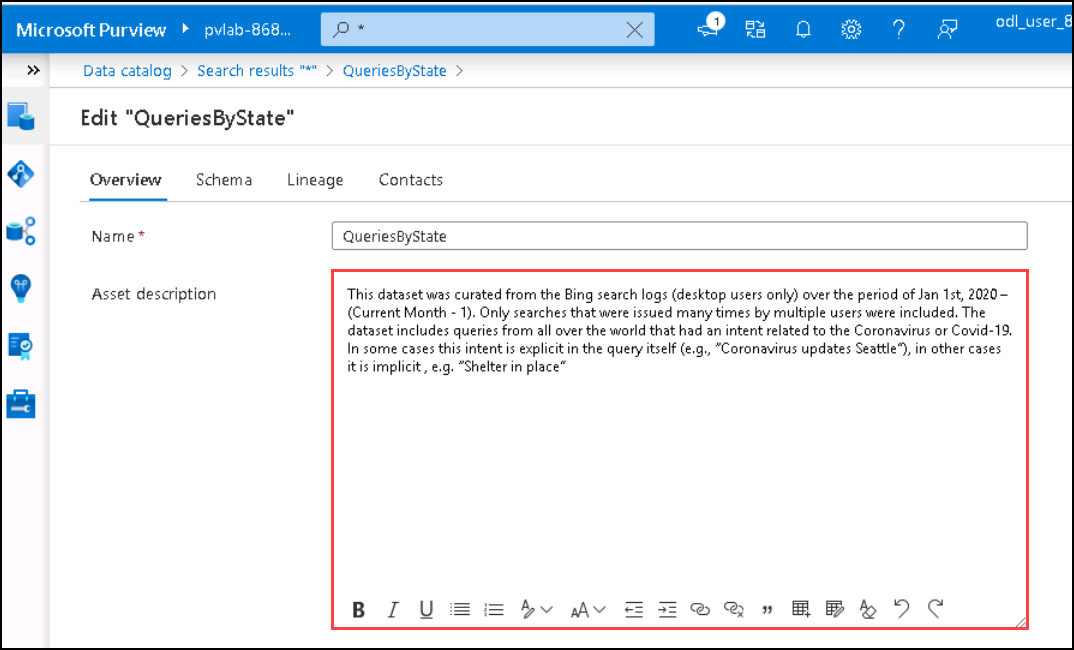 Microsoft Purview pvlab-868... * 1 odl_user_8
Data catalog > Search results "*" > QueriesByState >
Edit "QueriesByState"
Overview Schema Lineage Contacts
Name * QueriesByState
Asset description
This dataset was curated from the Bing search logs (desktop users only) over the period of Jan 1st, 2020 –
(Current Month - 1). Only searches that were issued many times by multiple users were included. The
dataset includes queries from all over the world that had an intent related to the Coronavirus or Covid-19.
In some cases this intent is explicit in the query itself (e.g., “Coronavirus updates Seattle”), in other cases
it is implicit , e.g. “Shelter in place”